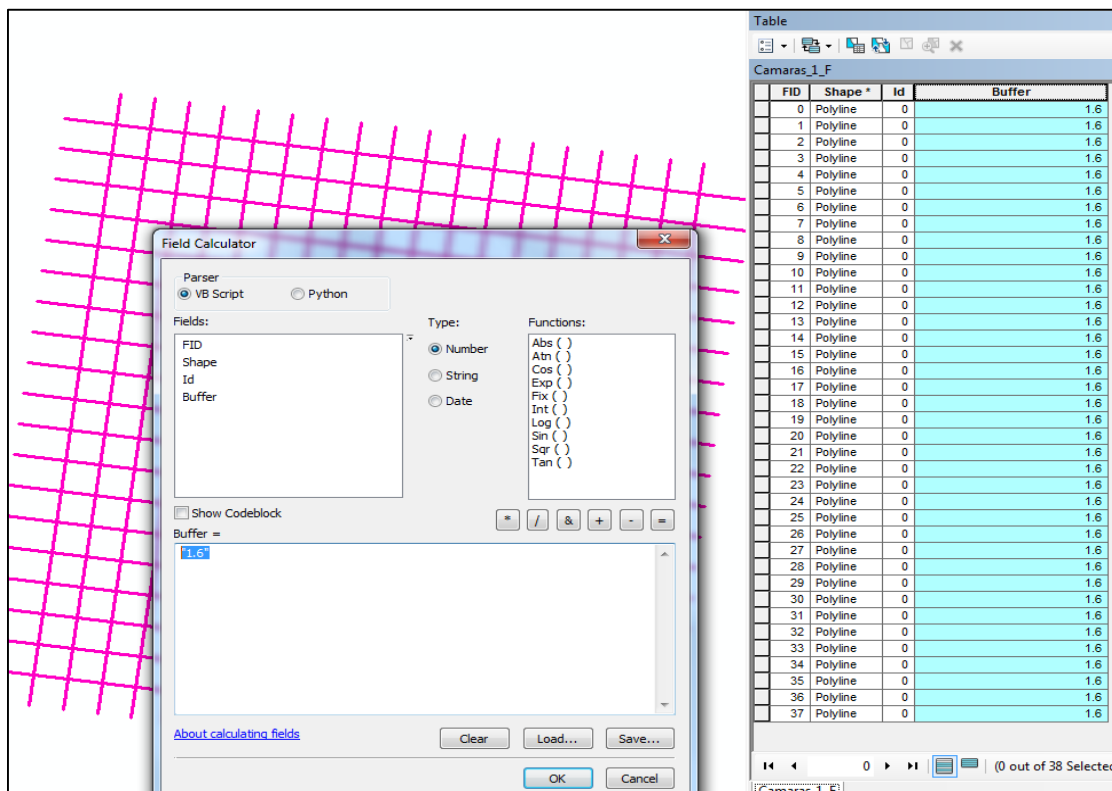 Table
Camaras_1_F
FID Shape * Id Buffer
0 Polyline 0 1.6
1 Polyline 0 1.6
2 Polyline 0 1.6
3 Polyline 0 1.6
4 Polyline 0 1.6
5 Polyline 0 1.6
6 Polyline 0 1.6
7 Polyline 0 1.6
8 Polyline 0 1.6
9 Polyline 0 1.6
10 Polyline 0 1.6
11 Polyline 0 1.6
12 Polyline 0 1.6
13 Polyline 0 1.6
14 Polyline 0 1.6
15 Polyline 0 1.6
16 Polyline 0 1.6
17 Polyline 0 1.6
18 Polyline 0 1.6
19 Polyline 0 1.6
20 Polyline 0 1.6
21 Polyline 0 1.6
22 Polyline 0 1.6
23 Polyline 0 1.6
24 Polyline 0 1.6
25 Polyline 0 1.6
26 Polyline 0 1.6
27 Polyline 0 1.6
28 Polyline 0 1.6
29 Polyline 0 1.6
30 Polyline 0 1.6
31 Polyline 0 1.6
32 Polyline 0 1.6
33 Polyline 0 1.6
34 Polyline 0 1.6
35 Polyline 0 1.6
36 Polyline 0 1.6
37 Polyline 0 1.6
0 (0 out of 38 Selected
Camaras_1_F
Field Calculator
Parser
VB Script Python
Fields:
FID
Shape
Id
Buffer
Type:
Number
String
Date
Functions:
Abs ( )
Atn ( )
Cos ( )
Exp ( )
Fix ( )
Int ( )
Log ( )
Sin ( )
Sqr ( )
Tan ( )
Show Codeblock
* / & + - =
Buffer =
"1.6"
About calculating fields
Clear Load... Save...
OK Cancel